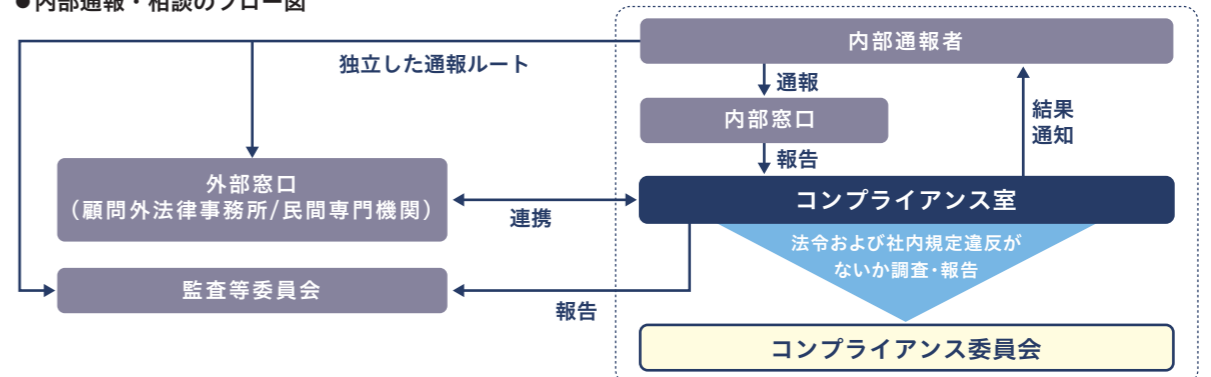 ●内部通報・相談のフロー図
内部通報者
独立した通報ルート
通報
内部窓口
結果
通知
報告
外部窓口
（顧問外法律事務所/民間専門機関）
連携
コンプライアンス室
法令および社内規定違反が
ないか調査・報告
監査等委員会
報告
コンプライアンス委員会